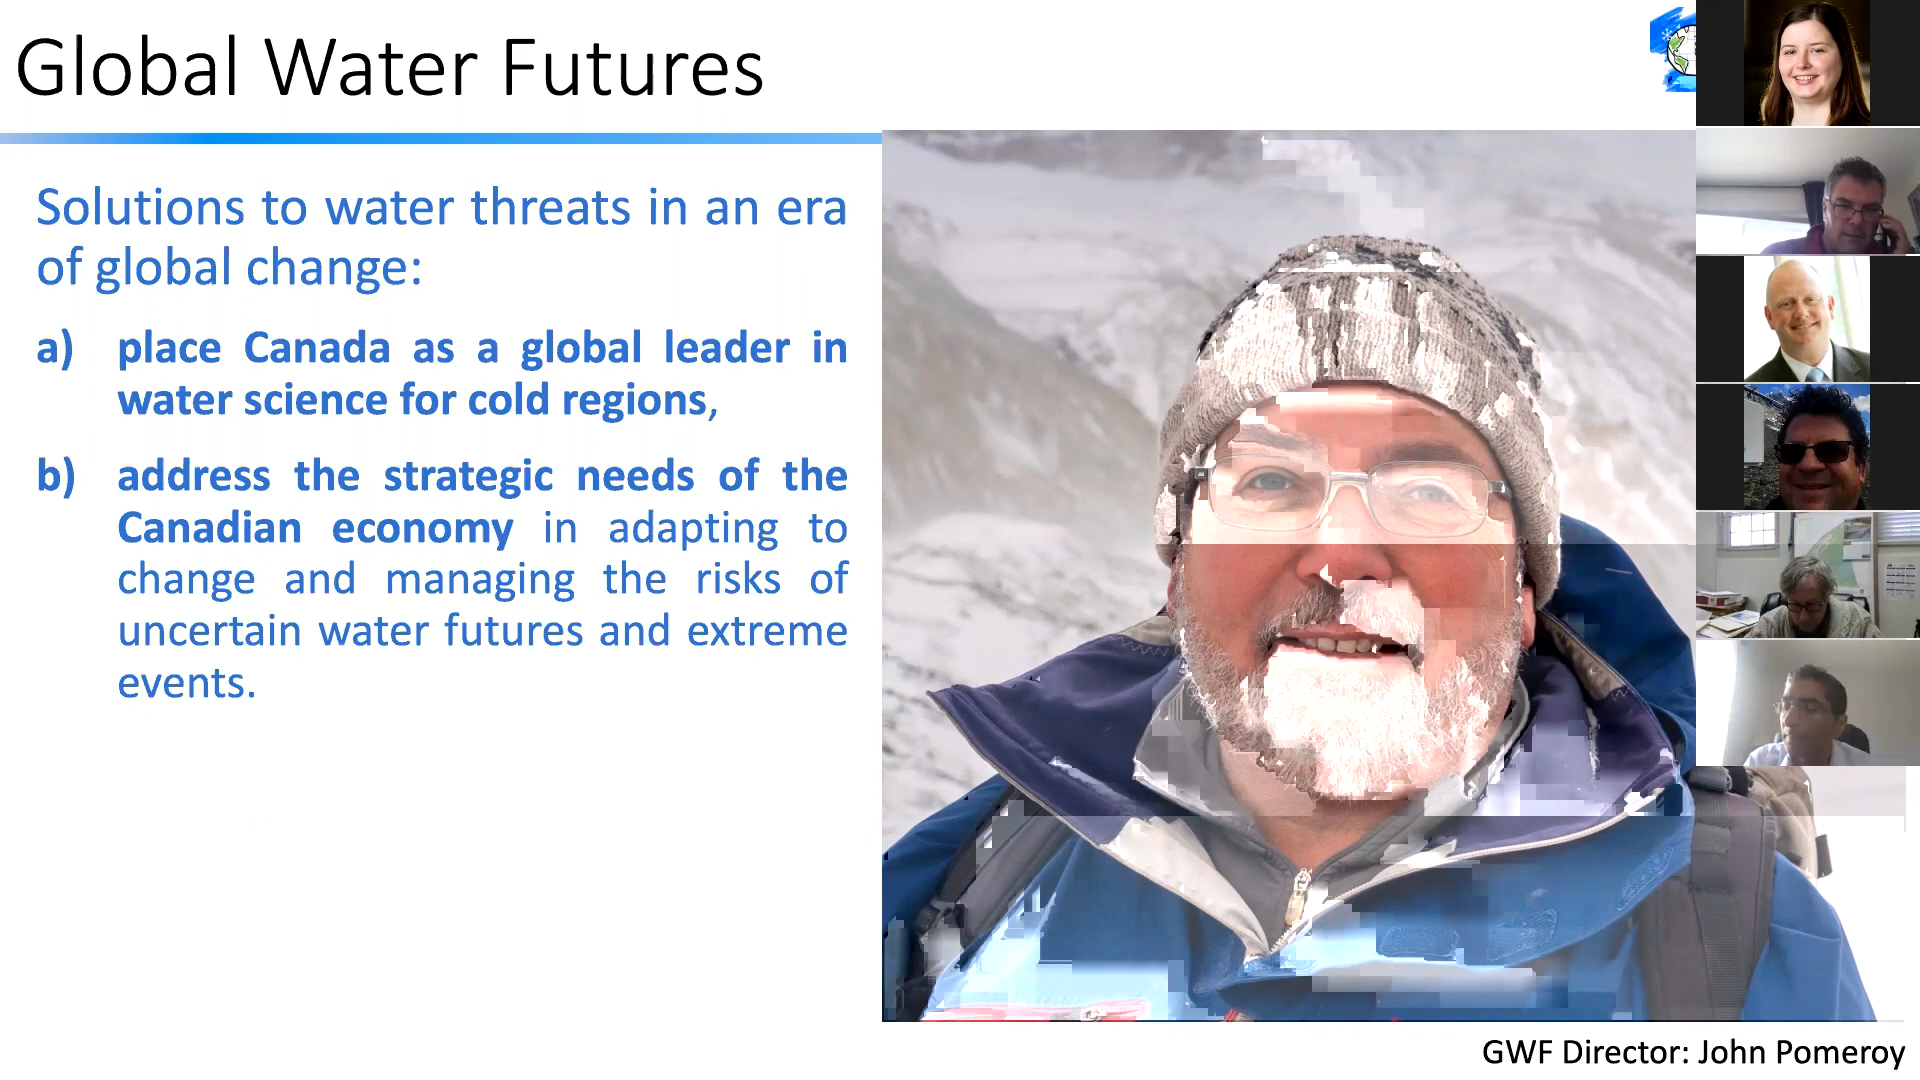 Global Water Futures
Solutions to water threats in an era
of global change:
a) place Canada as a global leader in
water science for cold regions,
b) address the strategic needs of the
Canadian economy in adapting to
change and managing the risks of
uncertain water futures and extreme
events.
GWF Director: John Pomeroy